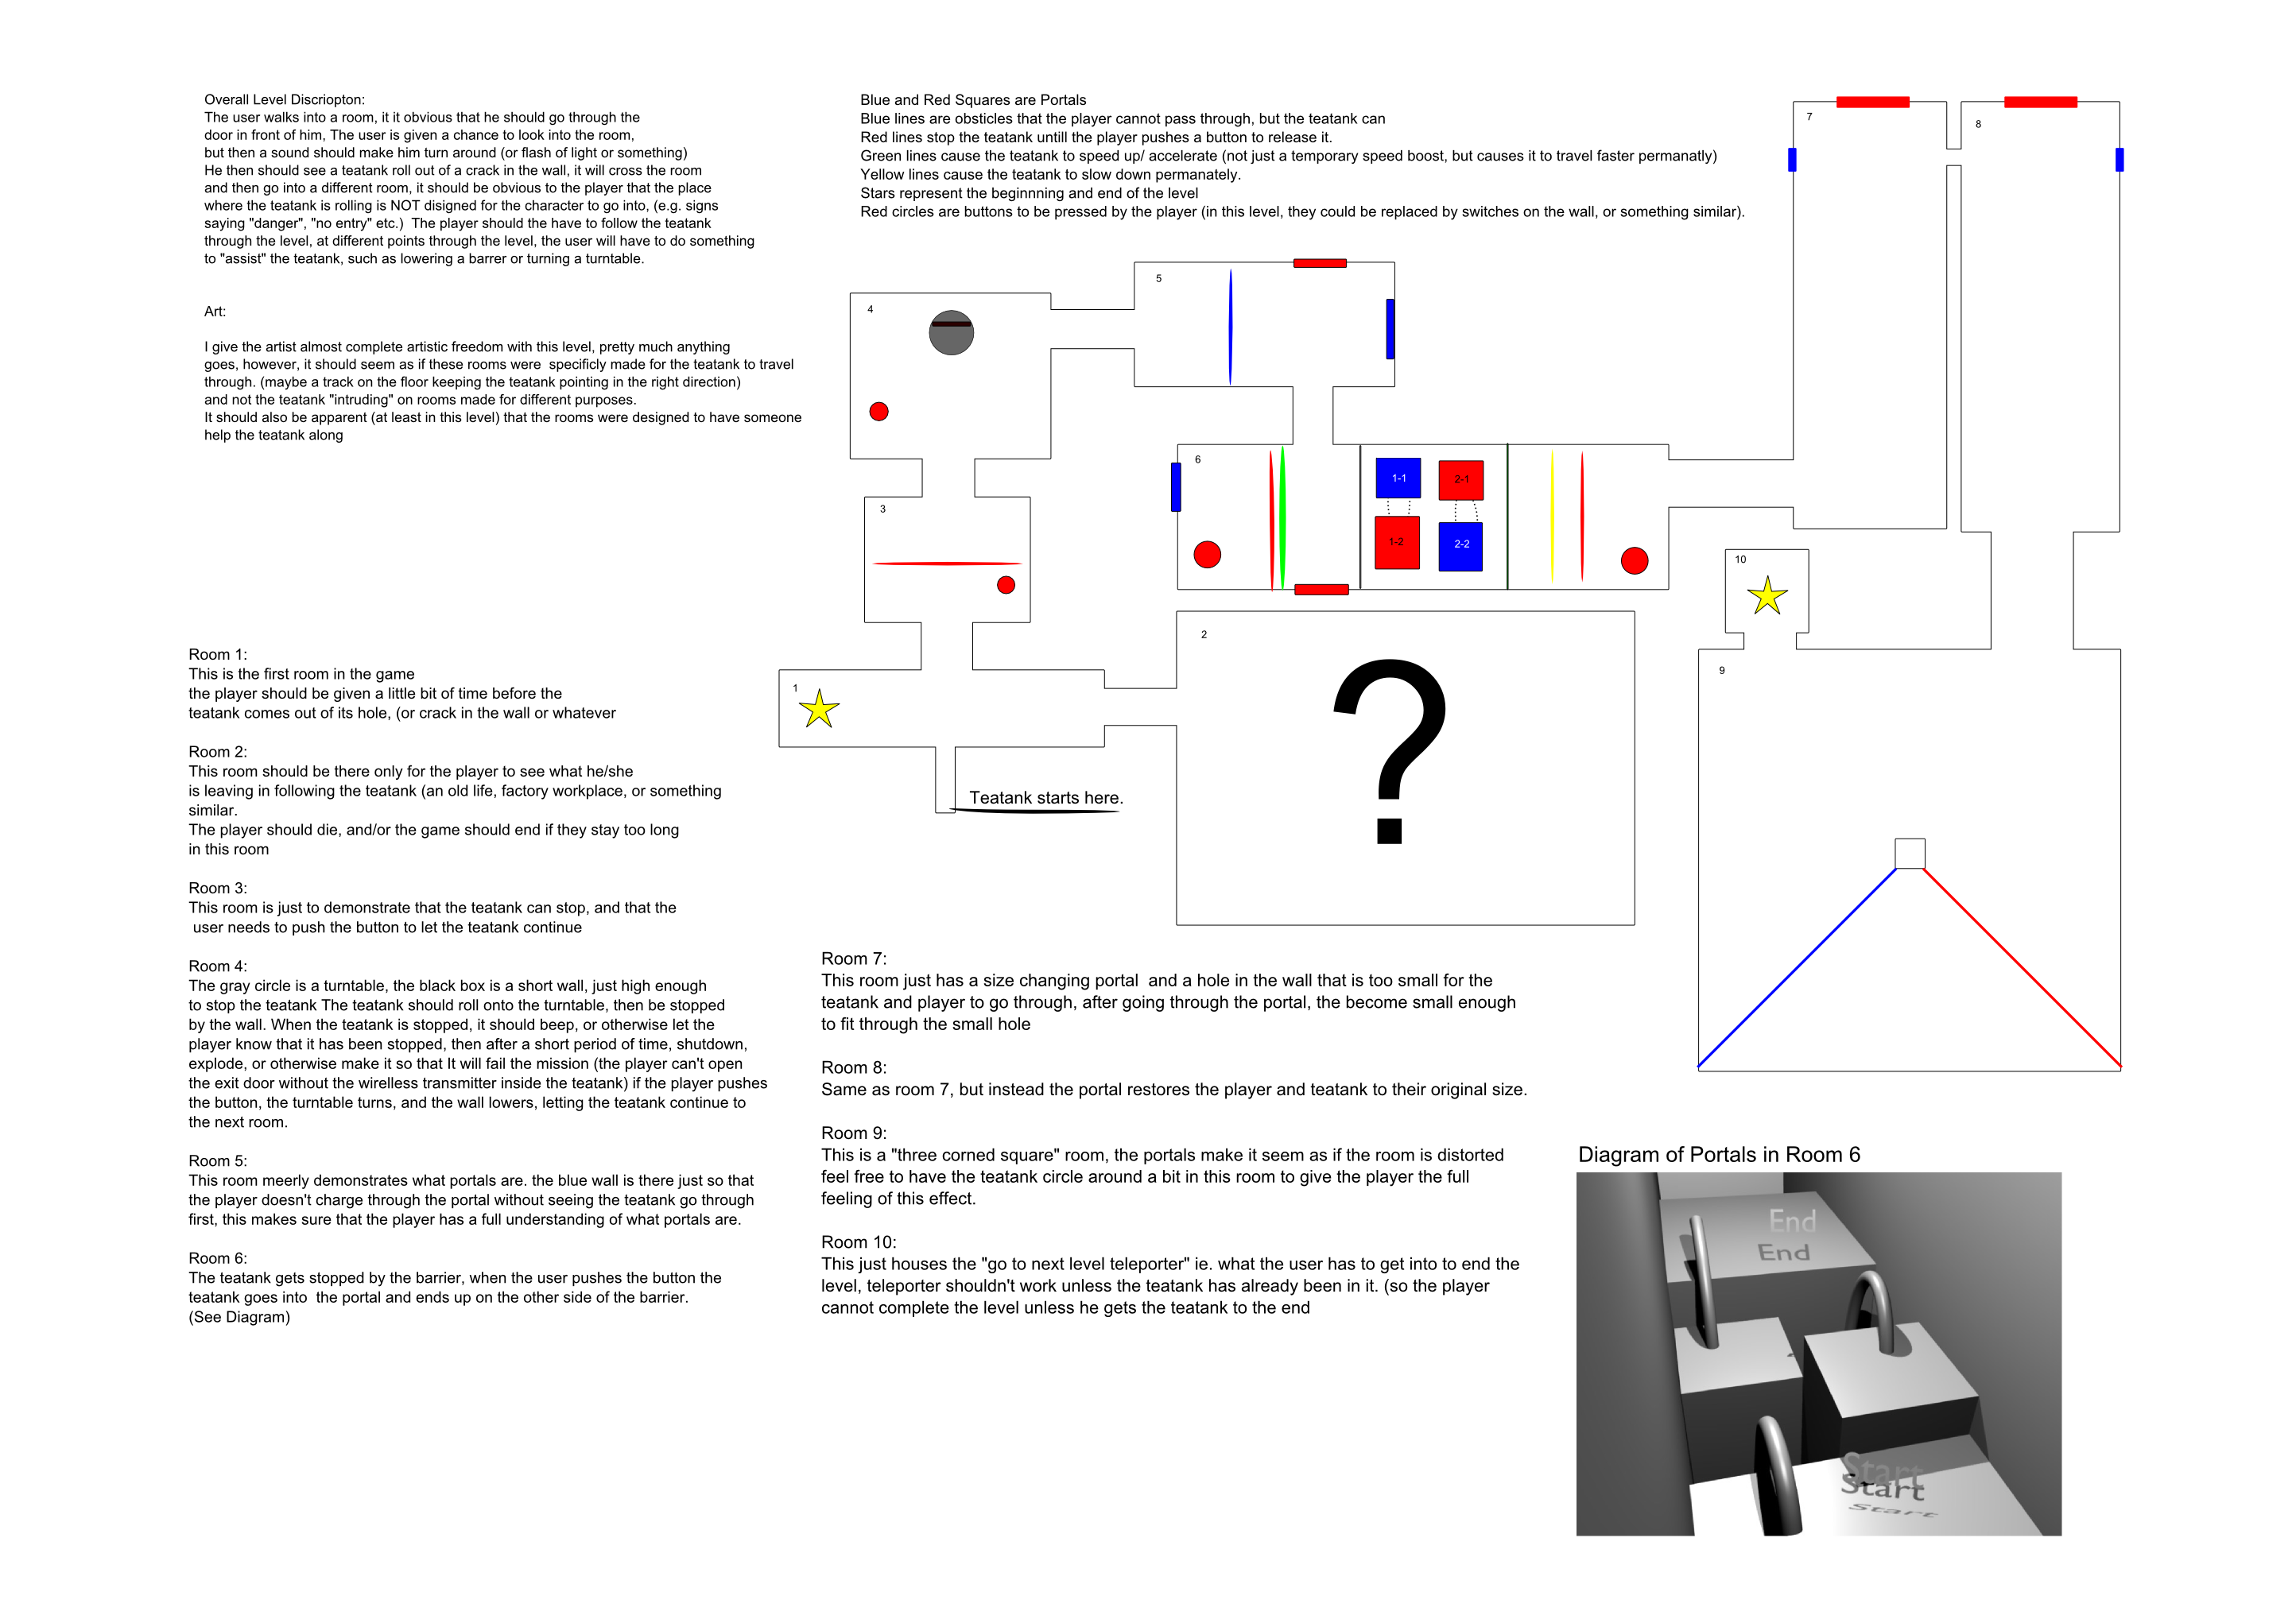 Overall Level Discriopton:
The user walks into a room, it it obvious that he should go through the
door in front of him, The user is given a chance to look into the room,
but then a sound should make him turn around (or flash of light or something)
He then should see a teatank roll out of a crack in the wall, it will cross the room
and then go into a different room, it should be obvious to the player that the place
where the teatank is rolling is NOT disigned for the character to go into, (e.g. signs
saying "danger", "no entry" etc.)  The player should the have to follow the teatank
through the level, at different points through the level, the user will have to do something
to "assist" the teatank, such as lowering a barrer or turning a turntable.
Art:
I give the artist almost complete artistic freedom with this level, pretty much anything
goes, however, it should seem as if these rooms were  specificly made for the teatank to travel
through. (maybe a track on the floor keeping the teatank pointing in the right direction)
and not the teatank "intruding" on rooms made for different purposes.
It should also be apparent (at least in this level) that the rooms were designed to have someone
help the teatank along
Blue and Red Squares are Portals
Blue lines are obsticles that the player cannot pass through, but the teatank can
Red lines stop the teatank untill the player pushes a button to release it.
Green lines cause the teatank to speed up/ accelerate (not just a temporary speed boost, but causes it to travel faster permanatly)
Yellow lines cause the teatank to slow down permanately.
Stars represent the beginnning and end of the level
Red circles are buttons to be pressed by the player (in this level, they could be replaced by switches on the wall, or something similar).
7
8
5
4
6
1-1
2-1
1-2
2-2
3
10
2
9
1
?
Teatank starts here.
Room 1:
This is the first room in the game
the player should be given a little bit of time before the
teatank comes out of its hole, (or crack in the wall or whatever
Room 2:
This room should be there only for the player to see what he/she
is leaving in following the teatank (an old life, factory workplace, or something
similar.
The player should die, and/or the game should end if they stay too long
in this room
Room 3:
This room is just to demonstrate that the teatank can stop, and that the
user needs to push the button to let the teatank continue
Room 4:
The gray circle is a turntable, the black box is a short wall, just high enough
to stop the teatank The teatank should roll onto the turntable, then be stopped
by the wall. When the teatank is stopped, it should beep, or otherwise let the
player know that it has been stopped, then after a short period of time, shutdown,
explode, or otherwise make it so that It will fail the mission (the player can't open
the exit door without the wirelless transmitter inside the teatank) if the player pushes
the button, the turntable turns, and the wall lowers, letting the teatank continue to
the next room.
Room 5:
This room meerly demonstrates what portals are. the blue wall is there just so that
the player doesn't charge through the portal without seeing the teatank go through
first, this makes sure that the player has a full understanding of what portals are.
Room 6:
The teatank gets stopped by the barrier, when the user pushes the button the
teatank goes into  the portal and ends up on the other side of the barrier.
(See Diagram)
Room 7:
This room just has a size changing portal  and a hole in the wall that is too small for the
teatank and player to go through, after going through the portal, the become small enough
to fit through the small hole
Room 8:
Same as room 7, but instead the portal restores the player and teatank to their original size.
Room 9:
This is a "three corned square" room, the portals make it seem as if the room is distorted
feel free to have the teatank circle around a bit in this room to give the player the full
feeling of this effect.
Room 10:
This just houses the "go to next level teleporter" ie. what the user has to get into to end the
level, teleporter shouldn't work unless the teatank has already been in it. (so the player
cannot complete the level unless he gets the teatank to the end
Diagram of Portals in Room 6
End
End
Start
Start
Start